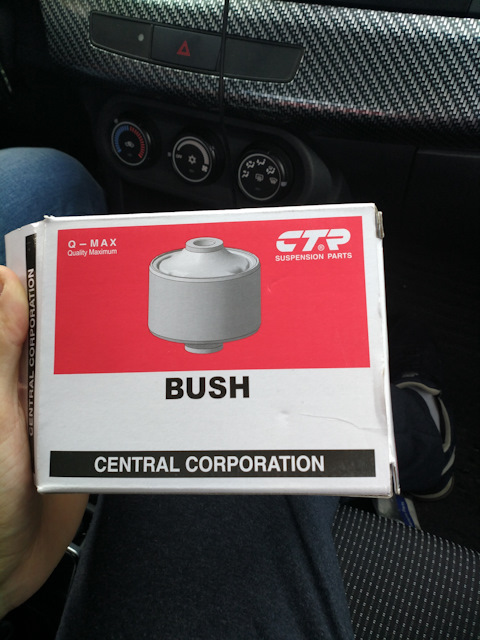 Q – MAX
Quality Maximum
CTR
SUSPENSION PARTS
BUSH
CENTRAL CORPORATION
CENTRAL CORPORATION